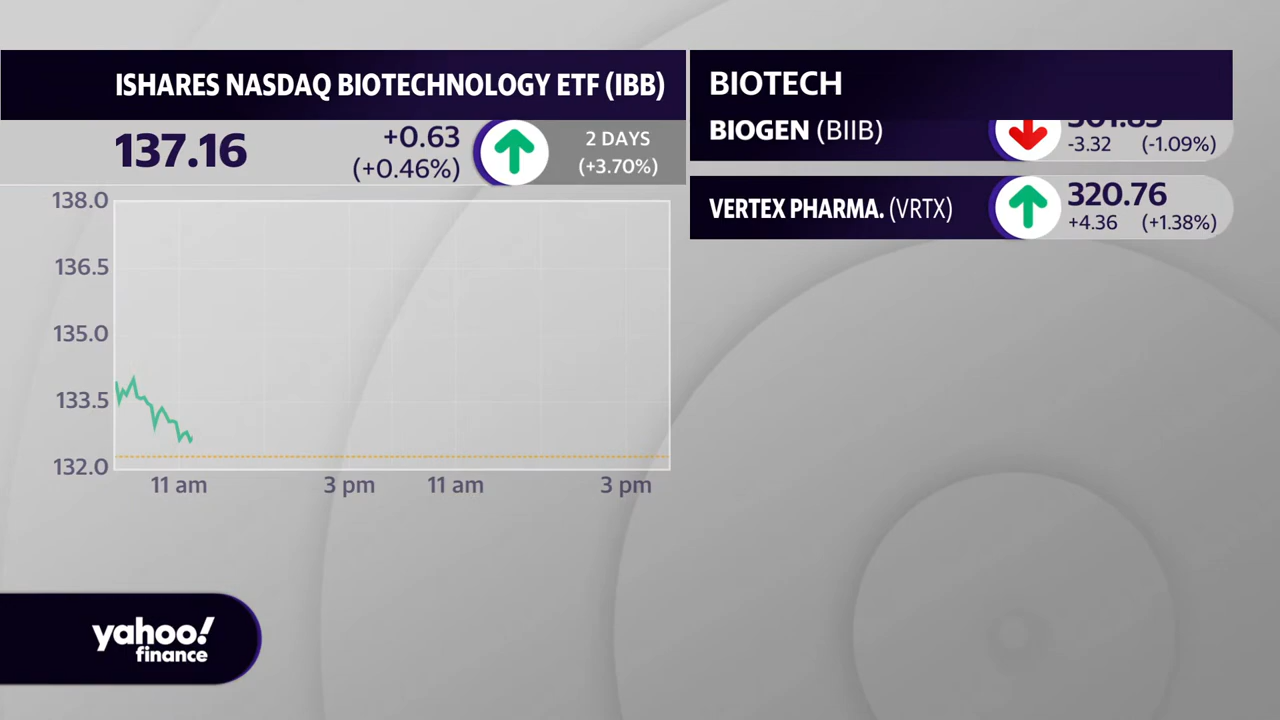 ISHARES NASDAQ BIOTECHNOLOGY ETF (IBB)
137.16
+0.63
(+0.46%)
2 DAYS
(+3.70%)
138.0
136.5
135.0
133.5
132.0
11 am
3 pm
11 am
3 pm
BIOTECH
BIOGEN (BIIB)
-3.32 (-1.09%)
VERTEX PHARMA. (VRTX)
320.76
+4.36 (+1.38%)
yahoo!
finance